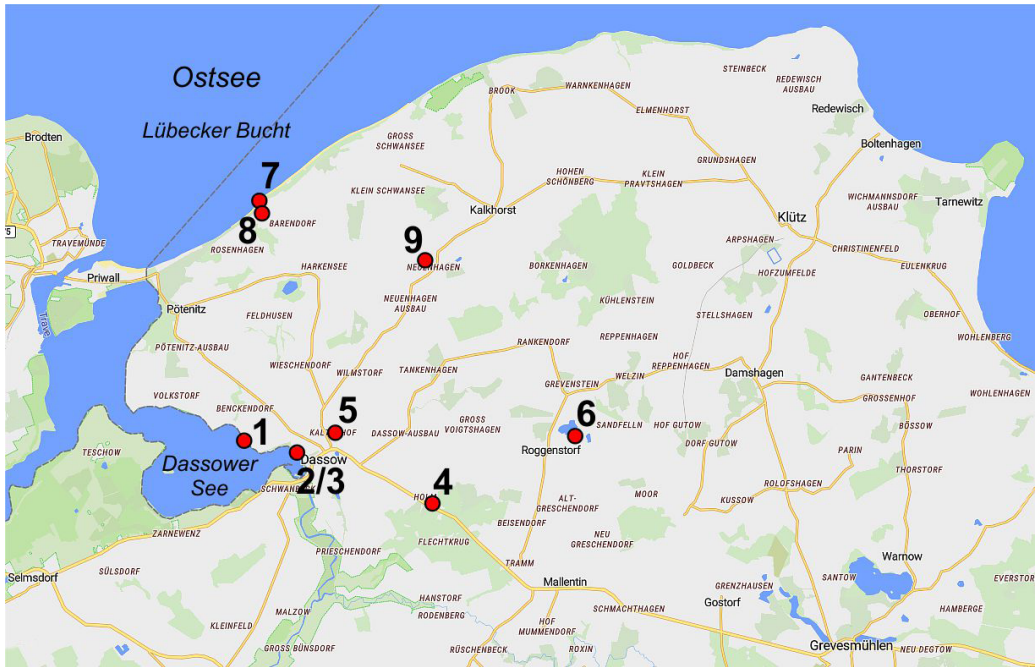 STEINBECK
REDEWISCH
AUSBAU
Ostsee
BROOK
WARNKENHAGEN
Redewisch
ELMENHORST
Brodten
Lübecker Bucht
GROSS
SCHWANSEE
Boltenhagen
GRUNDSHAGEN
7
HOHEN
SCHÖNBERG
KLEIN
PRAVTSHAGEN
KLEIN SCHWANSEE
WICHMANNSDORF
AUSBAU
Tarnewitz
Kalkhorst
Klütz
8
BARENDORF
TRAVEMÜNDE
ROSENHAGEN
9
ARPSHAGEN
CHRISTINENFELD
Priwall
HARKENSEE
NEUENHAGEN
BORKENHAGEN
GOLDBECK
HOFZUMFELDE
EULENKRUG
Trave
Pötenitz
FELDHUSEN
NEUENHAGEN
AUSBAU
KÜHLENSTEIN
STELLSHAGEN
OBERHOF
PÖTENITZ-AUSBAU
RANKENDORF
REPPENHAGEN
WOHLENBERG
WIESCHENDORF
WILMSTORF
TANKENHAGEN
HOF
REPPENHAGEN
WELZIN
Damshagen
GANTENBECK
VOLKSTORF
GREVENSTEIN
WOHLENHAGEN
GROSSENHOF
BENCKENDORF
5
6
1
GROSS
VOIGTSHAGEN
SANDFELLN
HOF GUTOW
BÖSSOW
DASSOW-AUSBAU
DORF GUTOW
TESCHOW
Dassower
See
Dassow
Roggenstorf
PARIN
2/3
4
THORSTORF
ROLOFSHAGEN
HOLM
ALT-
GRESCHENDORF
MOOR
KUSSOW
ZARNEWENZ
BEISENDORF
FLECHTKRUG
NEU
GRESCHENDORF
PRIESCHENDORF
Warnow
TRAMM
SÜLSDORF
Selmsdorf
Mallentin
GRENZHAUSEN
SANTOW
HANSTORF
RODENBERG
MALZOW
SCHMACHTHAGEN
Gostorf
HAMBERGE
KLEINFELD
HOF
MUMMENDORF
GROSS BÜNSDORF
RÜSCHENBECK
ROXIN
Grevesmühlen
NEU DEGTOW